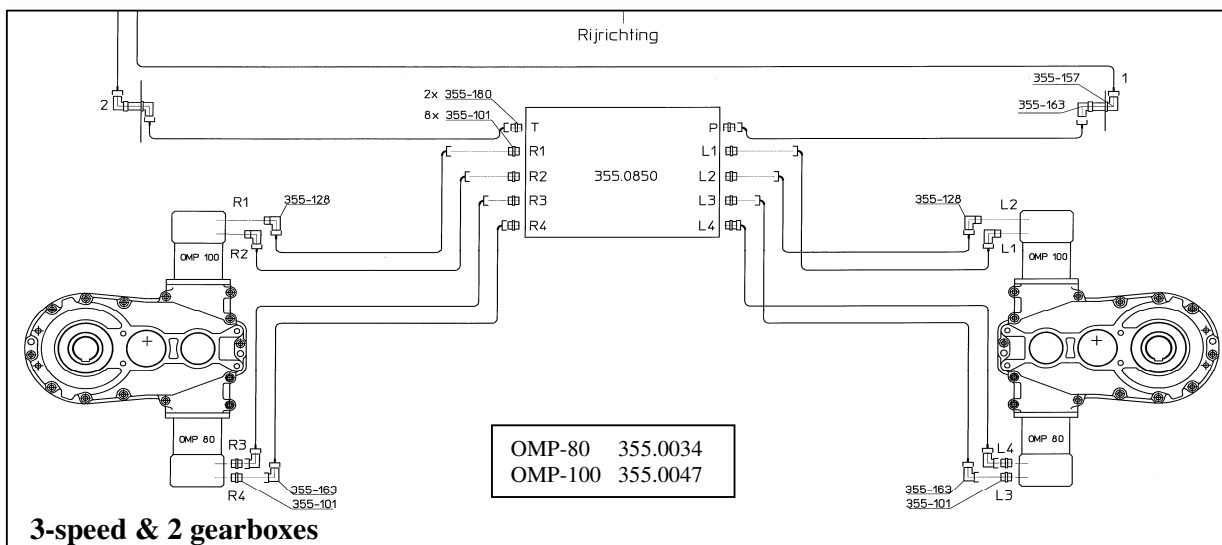 Rijrichting
355-157
1
2
2x 355-180
355-163
8x 355-101
T
P
R1
L1
R2
355.0850
L2
R3
L3
R4
L4
R1
355-128
355-128
L2
R2
L1
OMP 100
OMP 100
OMP 80
R3
OMP-80 355.0034
L4
OMP 80
OMP-100 355.0047
R4
355-163
355-163
L3
355-101
355-101
3-speed & 2 gearboxes